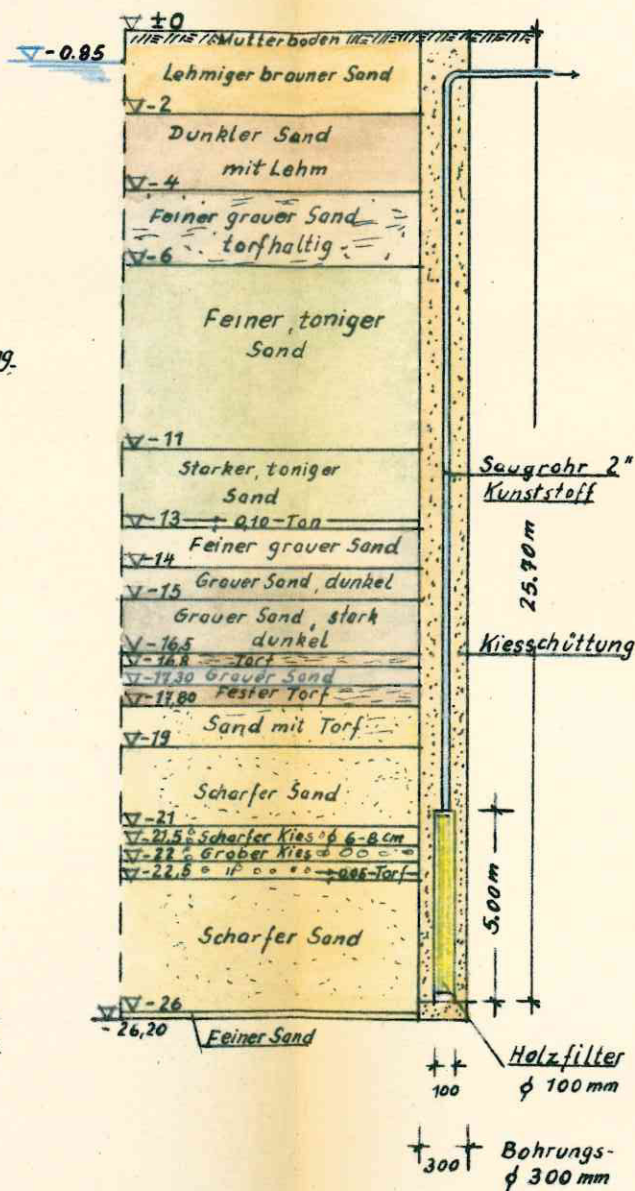 ±0
Mutterboden
-0.85
Lehmiger brauner Sand
-2
Dunkler Sand
mit Lehm
-4
Feiner grauer Sand
torfhaltig
-6
Feiner, toniger
Sand
-11
Starker, toniger
Sand
-13 0,10-Ton
Feiner grauer Sand
-14
Grauer Sand, dunkel
-15
Grauer Sand, stark
dunkel
-16,5
-16,8 Torf
-17,30 Grauer Sand
-17,80 Fester Torf
Sand mit Torf
-19
Scharfer Sand
-21
-21,5 Scharfer Kies ϕ 6-8 cm
-22 Grober Kies
-22,5 " 0,05-Torf
Scharfer Sand
-26
-26,20
Feiner Sand
Saugrohr 2"
Kunststoff
25.70 m
Kiesschüttung
5.00 m
Holzfilter
ϕ 100 mm
100
300
Bohrungs-
ϕ 300 mm